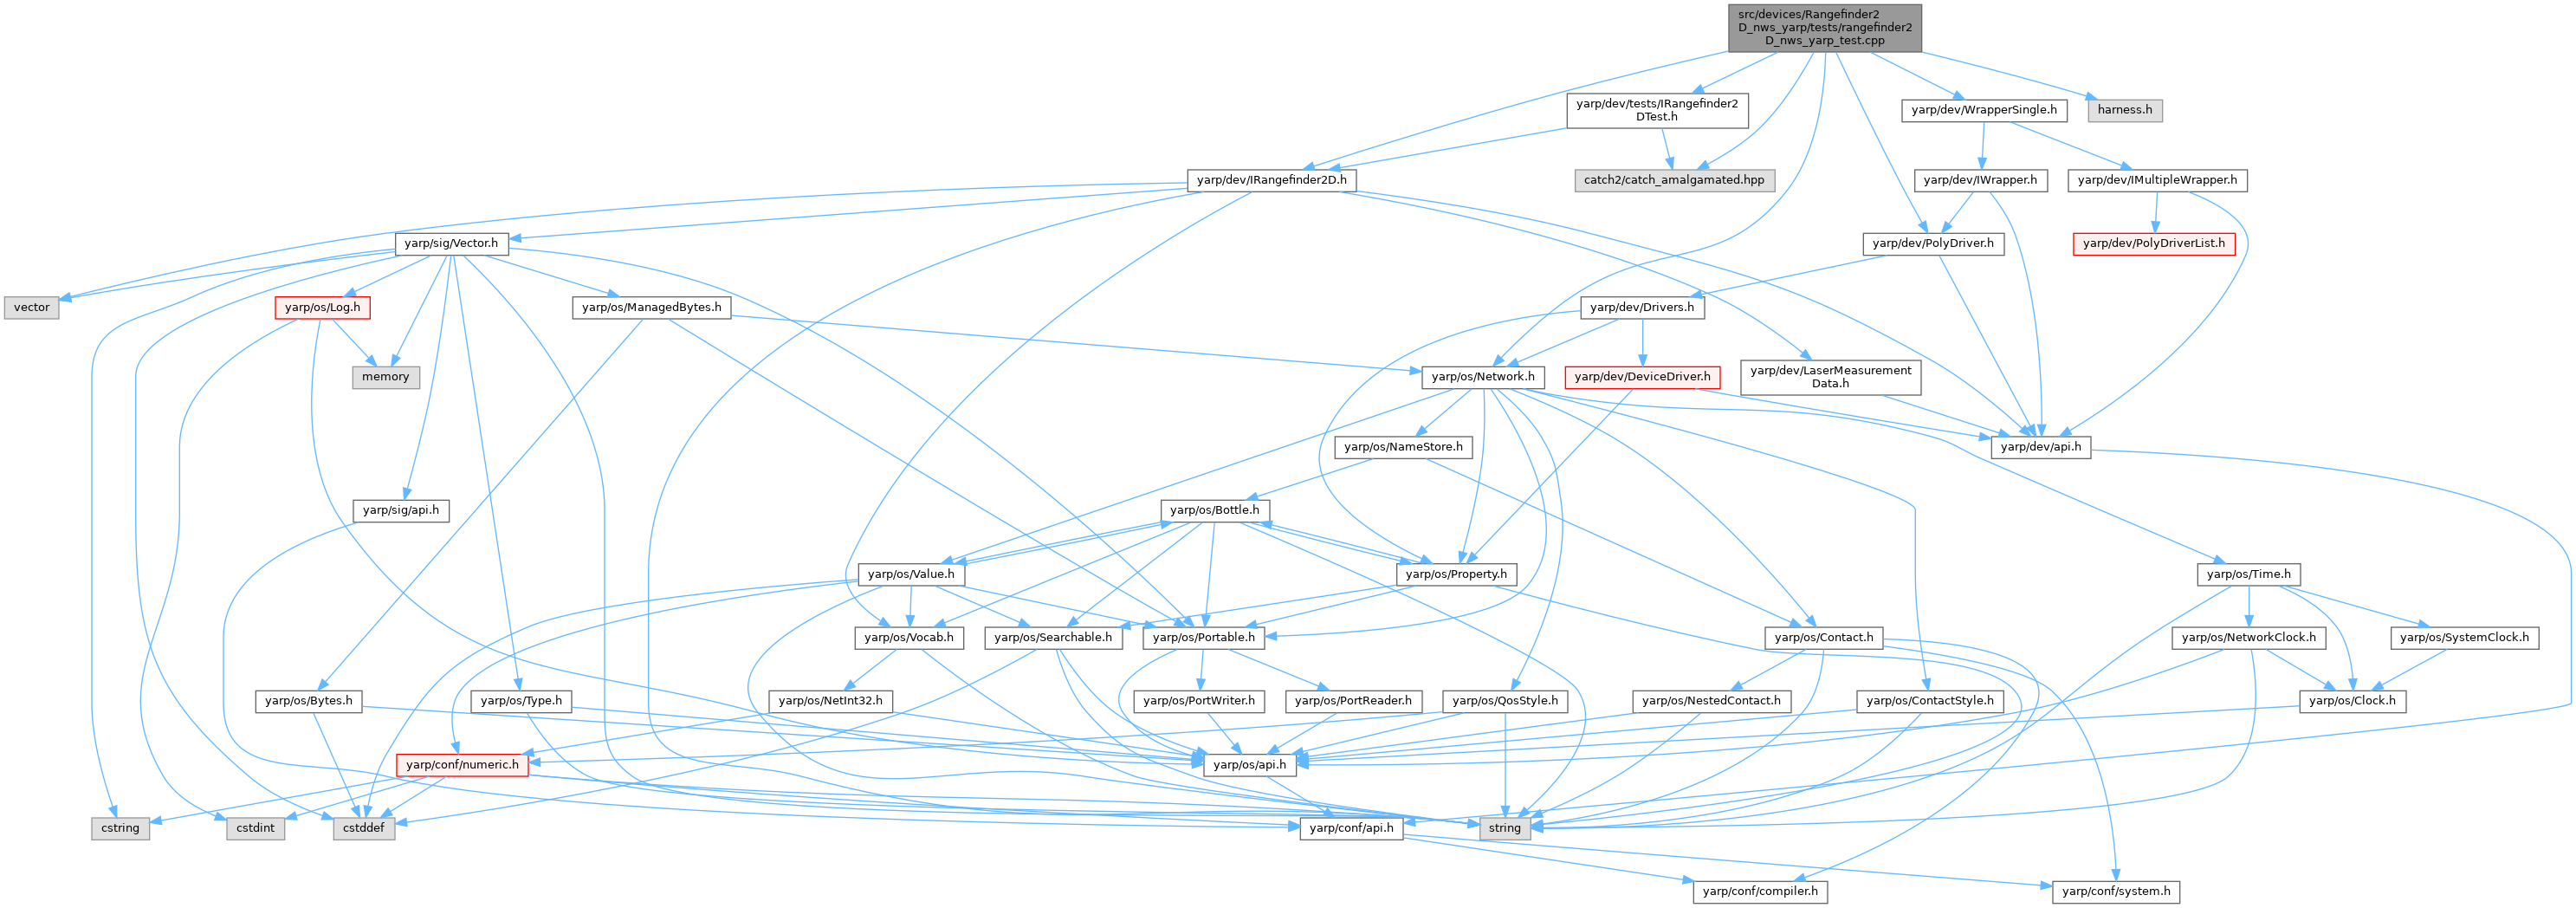 src/devices/Rangefinder2
D_nws_yarp/tests/rangefinder2
D_nws_yarp_test.cpp
yarp/dev/tests/IRangefinder2
DTest.h
yarp/dev/WrapperSingle.h
harness.h
yarp/dev/IRangefinder2D.h
catch2/catch_amalgamated.hpp
yarp/dev/IWrapper.h
yarp/dev/IMultipleWrapper.h
yarp/sig/Vector.h
yarp/dev/PolyDriver.h
yarp/dev/PolyDriverList.h
vector
yarp/os/Log.h
yarp/os/ManagedBytes.h
yarp/dev/Drivers.h
memory
yarp/os/Network.h
yarp/dev/DeviceDriver.h
yarp/dev/LaserMeasurement
Data.h
yarp/os/NameStore.h
yarp/dev/api.h
yarp/sig/api.h
yarp/os/Bottle.h
yarp/os/Value.h
yarp/os/Property.h
yarp/os/Time.h
yarp/os/Vocab.h
yarp/os/Searchable.h
yarp/os/Portable.h
yarp/os/Contact.h
yarp/os/NetworkClock.h
yarp/os/SystemClock.h
yarp/os/Bytes.h
yarp/os/Type.h
yarp/os/NetInt32.h
yarp/os/PortWriter.h
yarp/os/PortReader.h
yarp/os/QosStyle.h
yarp/os/NestedContact.h
yarp/os/ContactStyle.h
yarp/os/Clock.h
yarp/conf/numeric.h
yarp/os/api.h
cstring
cstdint
cstddef
yarp/conf/api.h
string
yarp/conf/compiler.h
yarp/conf/system.h